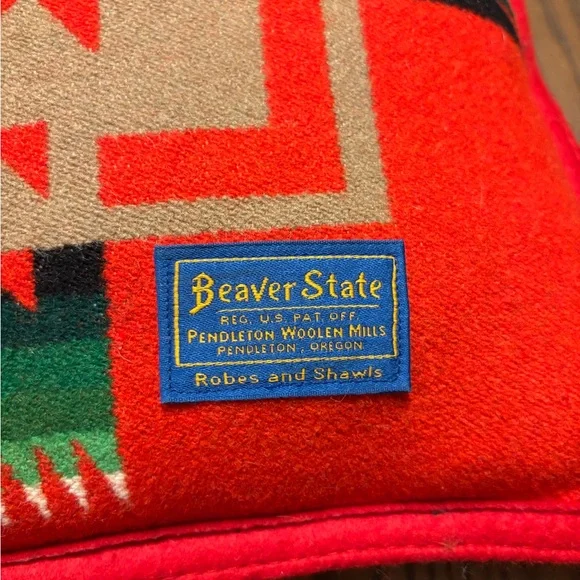 Beaver State
REG. U.S. PAT. OFF.
PENDLETON WOOLEN MILLS
PENDLETON, OREGON
Robes and Shawls